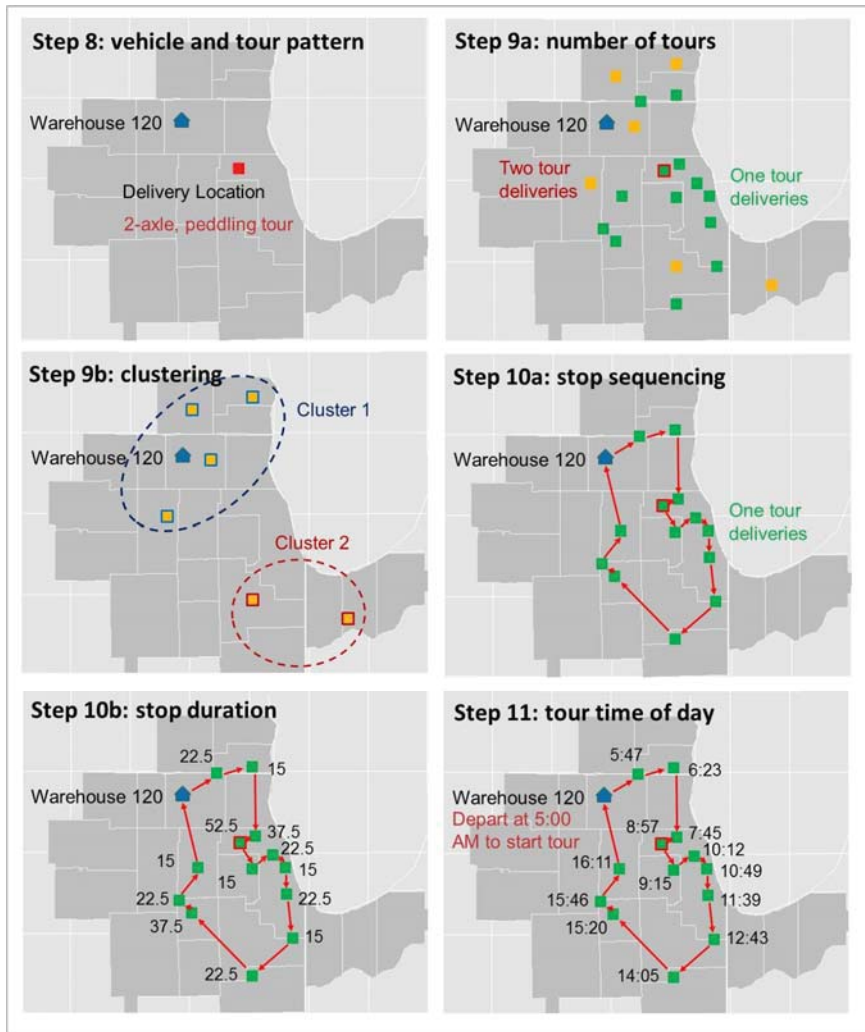 Step 8: vehicle and tour pattern
Warehouse 120
Delivery Location
2-axle, peddling tour
Step 9a: number of tours
Warehouse 120
Two tour
deliveries
One tour
deliveries
Step 9b: clustering
Cluster 1
Warehouse 120
Cluster 2
Step 10a: stop sequencing
Warehouse 120
One tour
deliveries
Step 10b: stop duration
22.5
15
Warehouse 120
52.5
37.5
22.5
15
15
15
22.5
22.5
37.5
15
22.5
Step 11: tour time of day
5:47
6:23
Warehouse 120
Depart at 5:00
AM to start tour
8:57
7:45
10:12
16:11
10:49
9:15
11:39
15:46
15:20
12:43
14:05